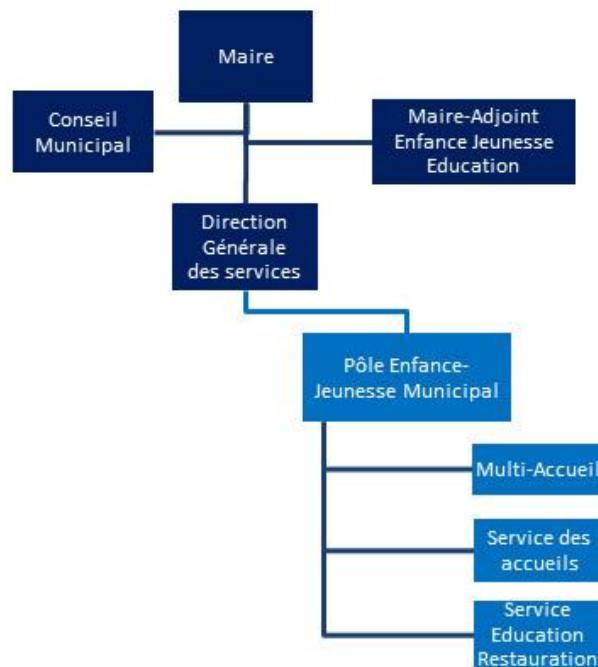 Maire
Conseil
Municipal
Maire-Adjoint
Enfance Jeunesse
Education
Direction
Générale
des services
Pôle Enfance-
Jeunesse Municipal
Multi-Accueil
Service des
accueils
Service
Education
Restauration